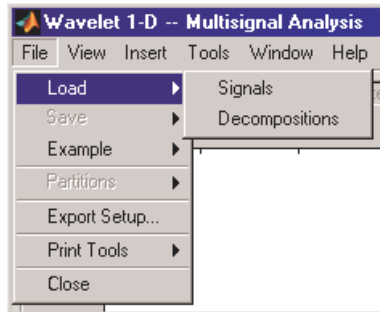 Wavelet 1-D -- Multisignal Analysis
File View Insert Tools Window Help
Load
Signals
Save
Decompositions
Example
Partitions
Export Setup...
Print Tools
Close